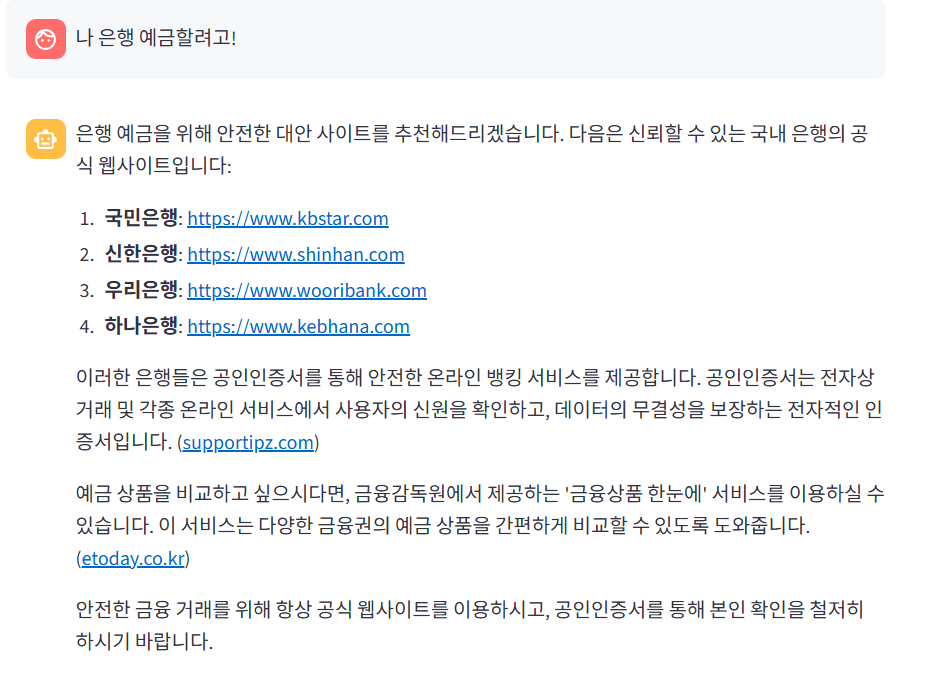 나 은행 예금할려고!
은행 예금을 위해 안전한 대안 사이트를 추천해드리겠습니다. 다음은 신뢰할 수 있는 국내 은행의 공
식 웹사이트입니다:
1. 국민은행: https://www.kbstar.com
2. 신한은행: https://www.shinhan.com
3. 우리은행: https://www.wooribank.com
4. 하나은행: https://www.kebhana.com
이러한 은행들은 공인인증서를 통해 안전한 온라인 뱅킹 서비스를 제공합니다. 공인인증서는 전자상
거래 및 각종 온라인 서비스에서 사용자의 신원을 확인하고, 데이터의 무결성을 보장하는 전자적인 인
증서입니다. (supportipz.com)
예금 상품을 비교하고 싶으시다면, 금융감독원에서 제공하는 '금융상품 한눈에' 서비스를 이용하실 수
있습니다. 이 서비스는 다양한 금융권의 예금 상품을 간편하게 비교할 수 있도록 도와줍니다.
(etoday.co.kr)
안전한 금융 거래를 위해 항상 공식 웹사이트를 이용하시고, 공인인증서를 통해 본인 확인을 철저히
하시기 바랍니다.